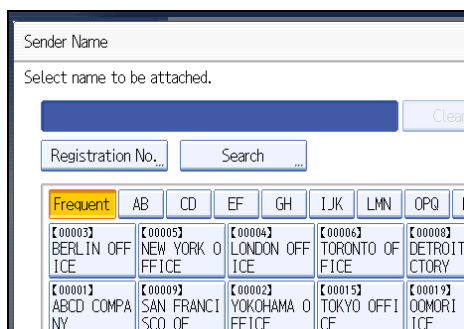 Sender Name
Select name to be attached.
Clear
Registration No.... Search ...
Frequent AB CD EF GH IJK LMN OPQ
【00003】 【00005】 【00004】 【00006】 【00008】
BERLIN OFF NEW YORK O LONDON OFF TORONTO OF DETROIT
ICE FFICE ICE FICE CTORY
【00001】 【00009】 【00002】 【00015】 【00019】
ABCD COMPA SAN FRANCI YOKOHAMA O TOKYO OFFI OOMORI
NY SCO OF FFICE CE ICE